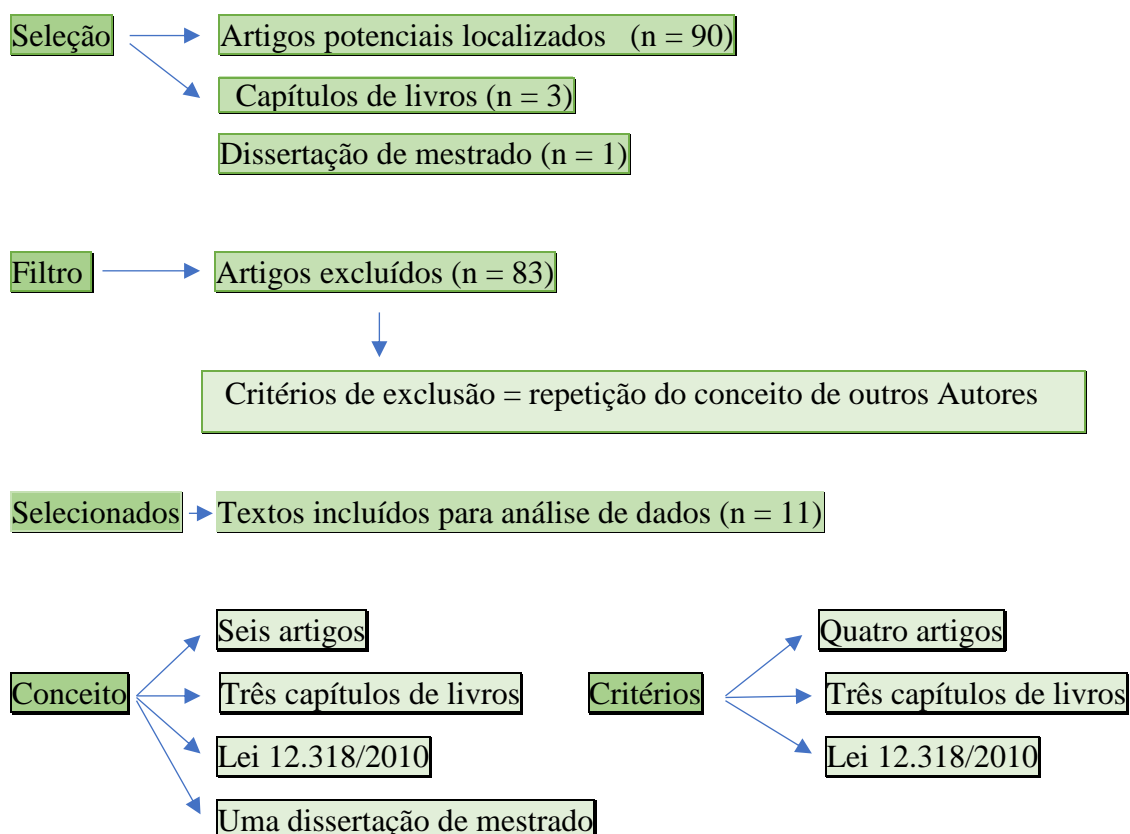 Seleção Artigos potenciais localizados (n = 90)
Capítulos de livros (n = 3)
Dissertação de mestrado (n = 1)
Filtro Artigos excluídos (n = 83)
Critérios de exclusão = repetição do conceito de outros Autores
Selecionados Textos incluídos para análise de dados (n = 11)
Seis artigos Quatro artigos
Conceito Três capítulos de livros Critérios Três capítulos de livros
Lei 12.318/2010 Lei 12.318/2010
Uma dissertação de mestrado